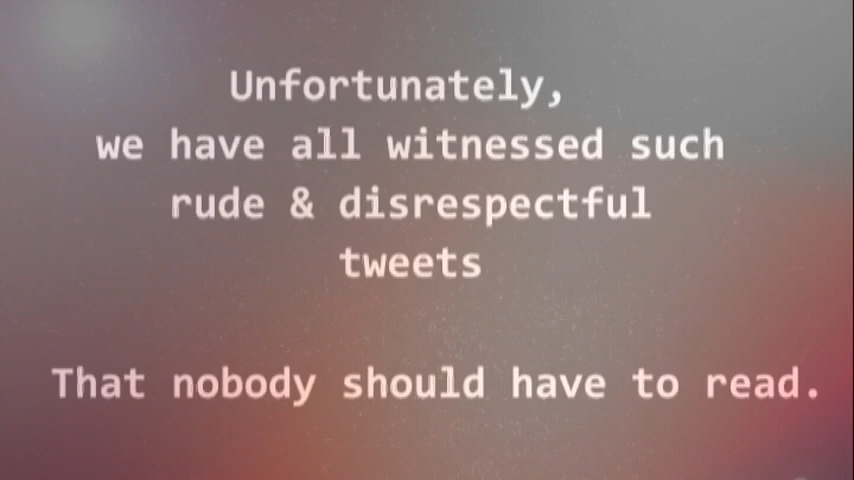 Unfortunately,
we have all witnessed such
rude & disrespectful
tweets
That nobody should have to read.